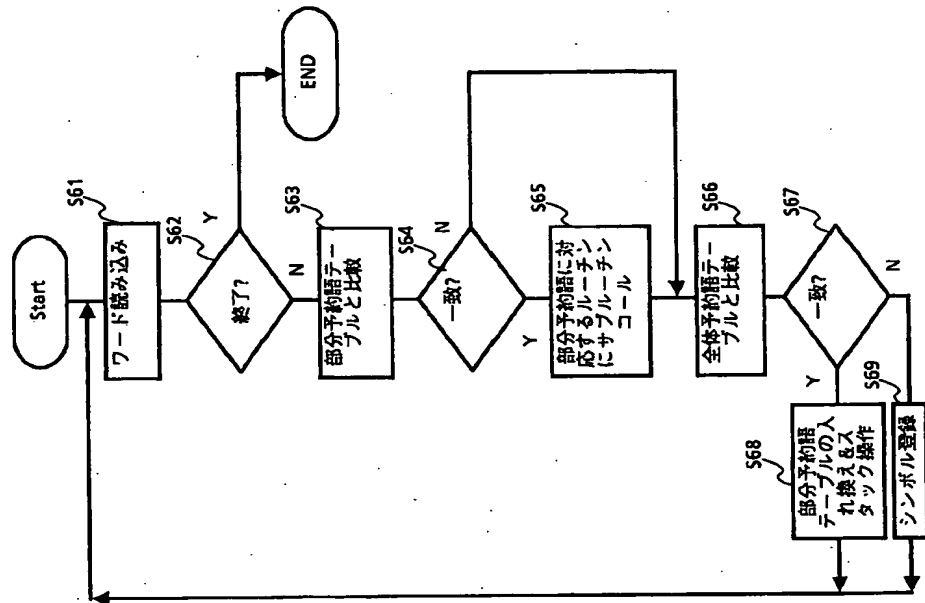 Start
S61
ワード読み込み
S62
終了?
Y
N
END
S63
部分予約語テー
ブルと比較
S64
一致?
N
Y
S65
部分予約語に対
応するルーチン
にサブルーチン
コール
S66
全体予約語テー
ブルと比較
S67
一致?
Y
N
S68
部分予約語
テーブルの入
れ換え&ス
タック操作
S69
シンボル登録